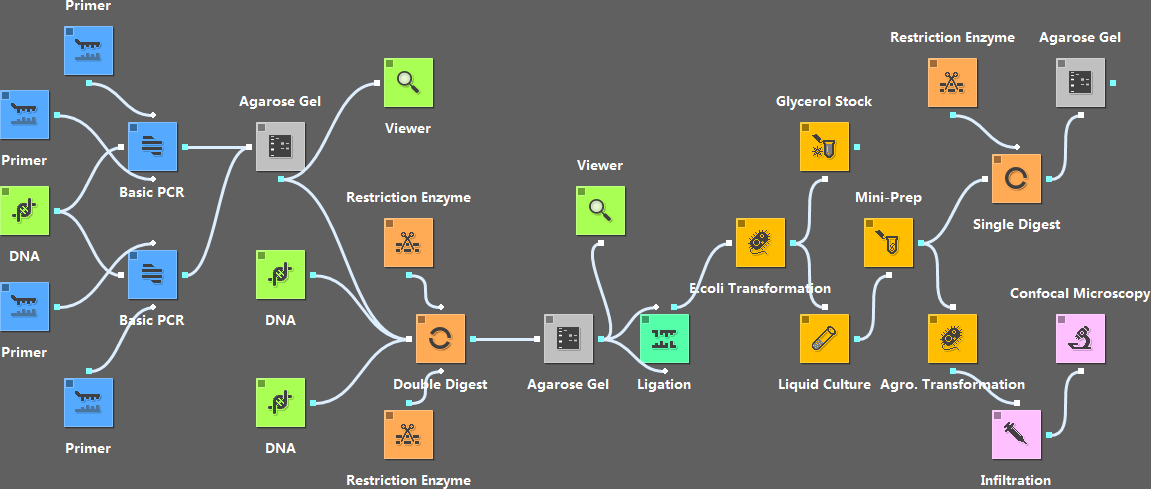 Primer
Restriction Enzyme
Agarose Gel
Agarose Gel
Glycerol Stock
Viewer
Primer
Viewer
Basic PCR
Restriction Enzyme
Mini-Prep
Single Digest
DNA
E.coli Transformation
Confocal Microscopy
Basic PCR
DNA
Primer
Double Digest
Agarose Gel
Ligation
Liquid Culture
Agro. Transformation
Primer
DNA
Restriction Enzyme
Infiltration